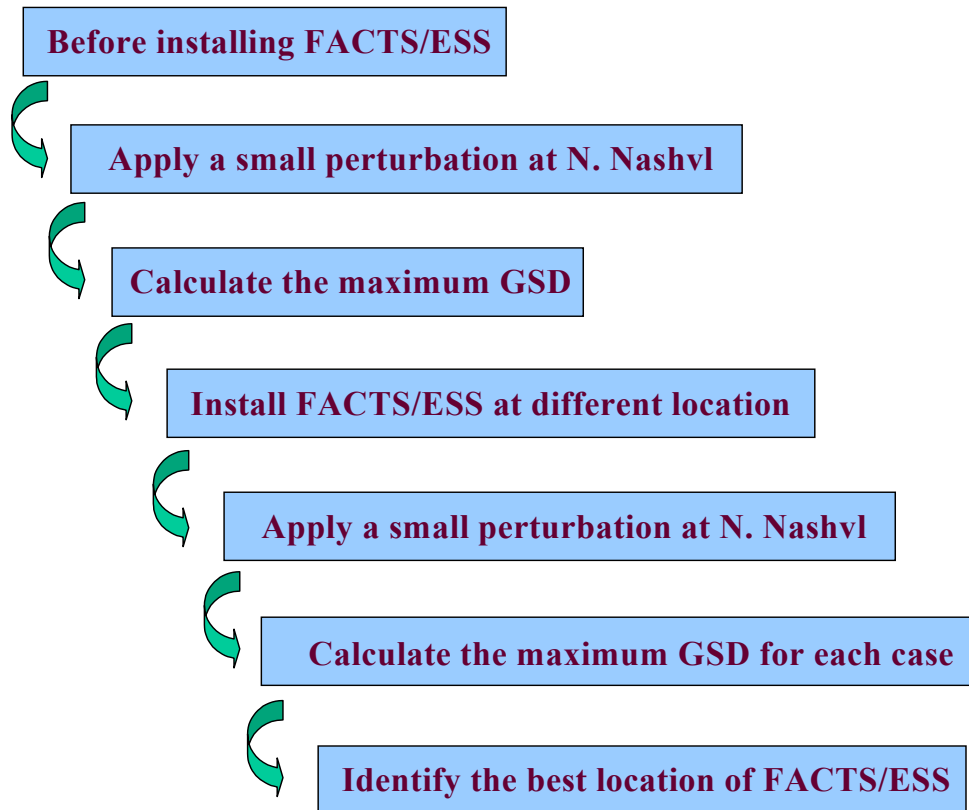 Before installing FACTS/ESS
Apply a small perturbation at N. Nashvl
Calculate the maximum GSD
Install FACTS/ESS at different location
Apply a small perturbation at N. Nashvl
Calculate the maximum GSD for each case
Identify the best location of FACTS/ESS